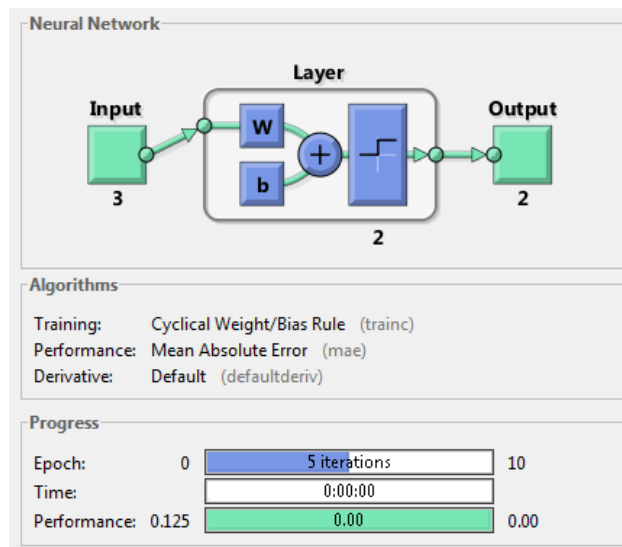 Neural Network
Layer
Input
Output
W
b
3
2
2
Algorithms
Training: Cyclical Weight/Bias Rule (trainc)
Performance: Mean Absolute Error (mae)
Derivative: Default (defaultderiv)
Progress
Epoch: 0 5 iterations 10
Time: 0:00:00
Performance: 0.125 0.00 0.00